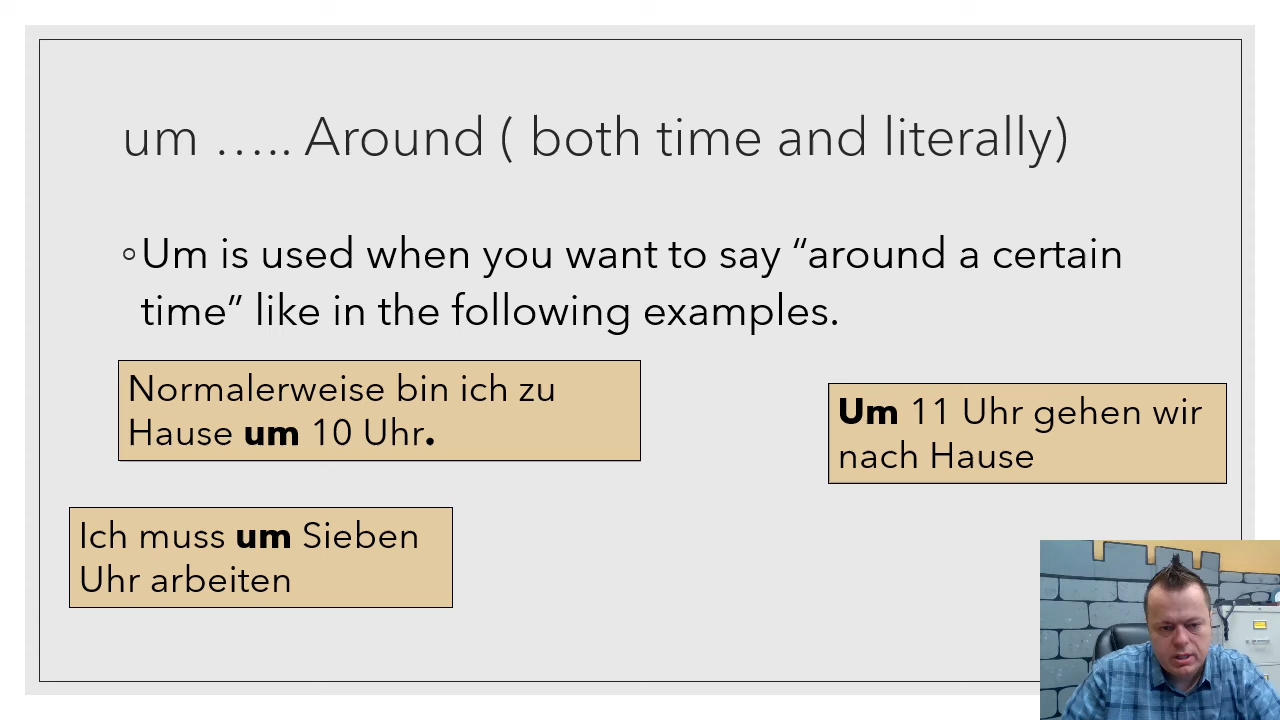 um ..... Around ( both time and literally)
◦Um is used when you want to say “around a certain
time” like in the following examples.
Normalerweise bin ich zu
Hause um 10 Uhr.
Um 11 Uhr gehen wir
nach Hause
Ich muss um Sieben
Uhr arbeiten